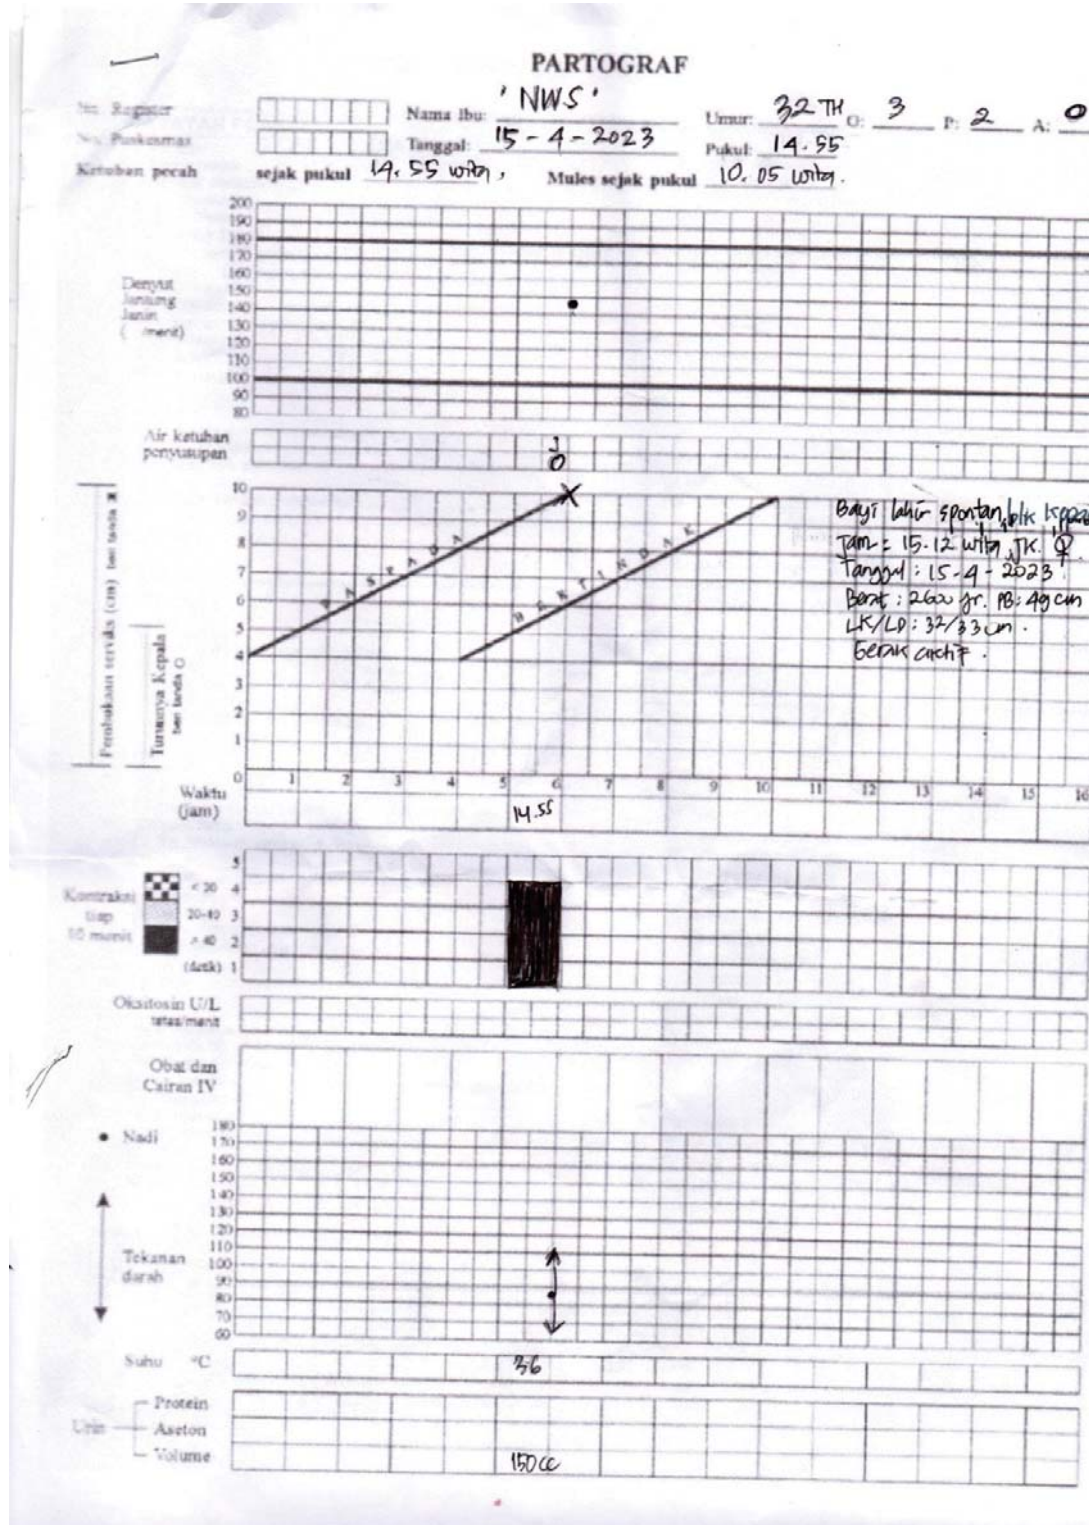 PARTOGRAF
No. Register Nama Ibu: 'NWS' Umur: 32 TH G: 3 P: 2 A: 0
No. Puskesmas Tanggal: 15 - 4 - 2023 Pukul: 14.55
Ketuban pecah sejak pukul 14.55 wita, Mules sejak pukul 10.05 wita.
200
190
180
170
160
Denyut 150
Jantung 140
Janin 130
( /menit) 120
110
100
90
80
Air ketuban J
penyusupan 0
Pembukaan serviks (cm) beri tanda X
Turunnya Kepala
beri tanda O
10
9
8
7
6
5
4
3
2
1
0
WASPADA
BERTINDAK
X
Bayi lahir spontan, blk kepala
Jam = 15.12 wita, JK. ♀
Tanggal : 15-4-2023
Berat : 2600 gr. PB: 49 cm
LK/LD : 32/33 cm.
Gerak aktif.
1 2 3 4 5 6 7 8 9 10 11 12 13 14 15 16
Waktu
(jam) 14.55
Kontraksi
tiap
10 menit
< 20
20-40
> 40
(detik)
5
4
3
2
1
Oksitosin U/L
tetes/menit
Obat dan
Cairan IV
• Nadi
Tekanan
darah
180
170
160
150
140
130
120
110
100
90
80
70
60
Suhu °C 36
Urin
Protein
Aseton
Volume 150 cc